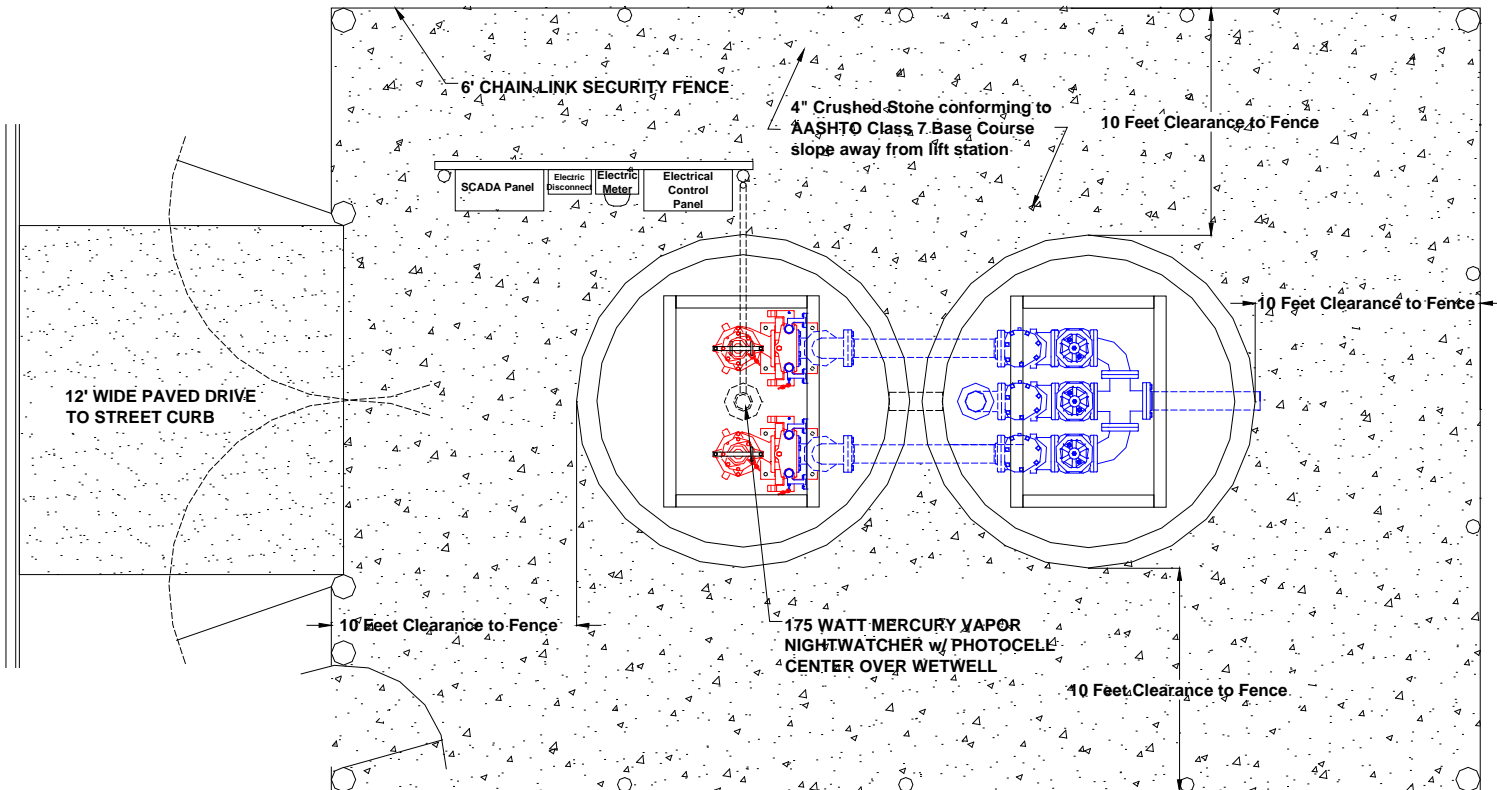 6' CHAIN LINK SECURITY FENCE
4" Crushed Stone conforming to
AASHTO Class 7 Base Course
slope away from lift station
10 Feet Clearance to Fence
SCADA Panel
Electric
Disconnect
Electric
Meter
Electrical
Control
Panel
10 Feet Clearance to Fence
12' WIDE PAVED DRIVE
TO STREET CURB
10 Feet Clearance to Fence
175 WATT MERCURY VAPOR
NIGHTWATCHER w/ PHOTOCELL
CENTER OVER WETWELL
10 Feet Clearance to Fence